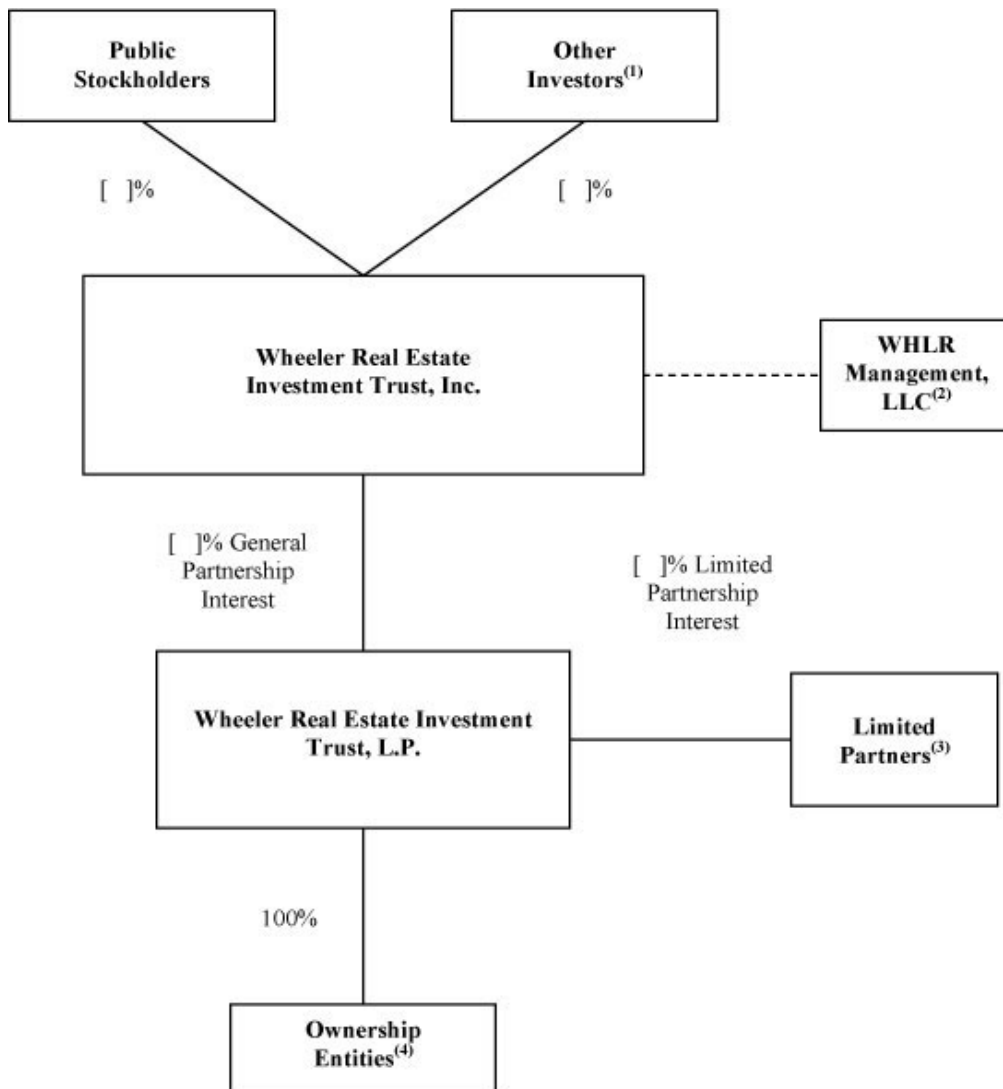 Public
Stockholders
Other
Investors(1)
[ ]%
[ ]%
Wheeler Real Estate
Investment Trust, Inc.
WHLR
Management,
LLC(2)
[ ]% General
Partnership
Interest
[ ]% Limited
Partnership
Interest
Wheeler Real Estate Investment
Trust, L.P.
Limited
Partners(3)
100%
Ownership
Entities(4)